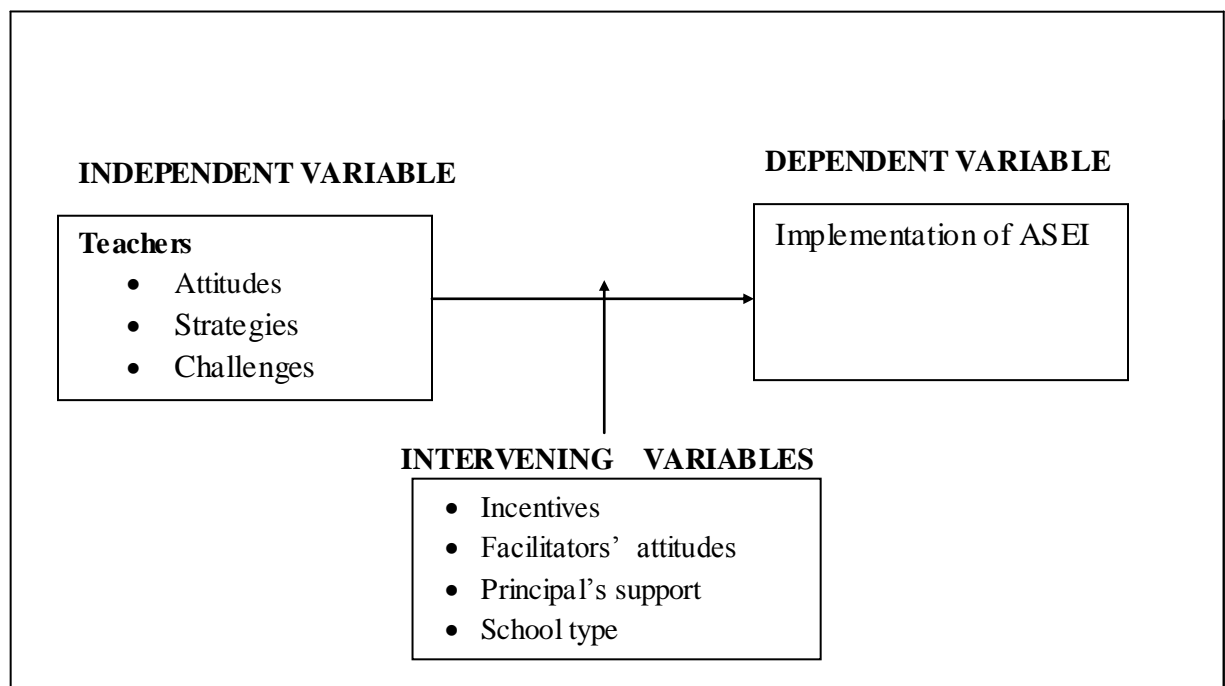 INDEPENDENT VARIABLE
Teachers
• Attitudes
• Strategies
• Challenges
DEPENDENT VARIABLE
Implementation of ASEI
INTERVENING VARIABLES
• Incentives
• Facilitators’ attitudes
• Principal’s support
• School type